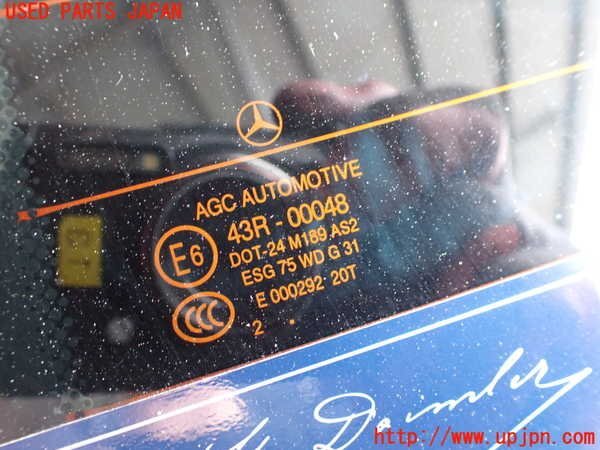 USED PARTS JAPAN
AGC AUTOMOTIVE
E6
43R - 00048
DOT-24 M189 AS2
ESG 75 WD G 31
E 000292 20T
CCC
2 .
Daimler
http://www.upjpn.com/